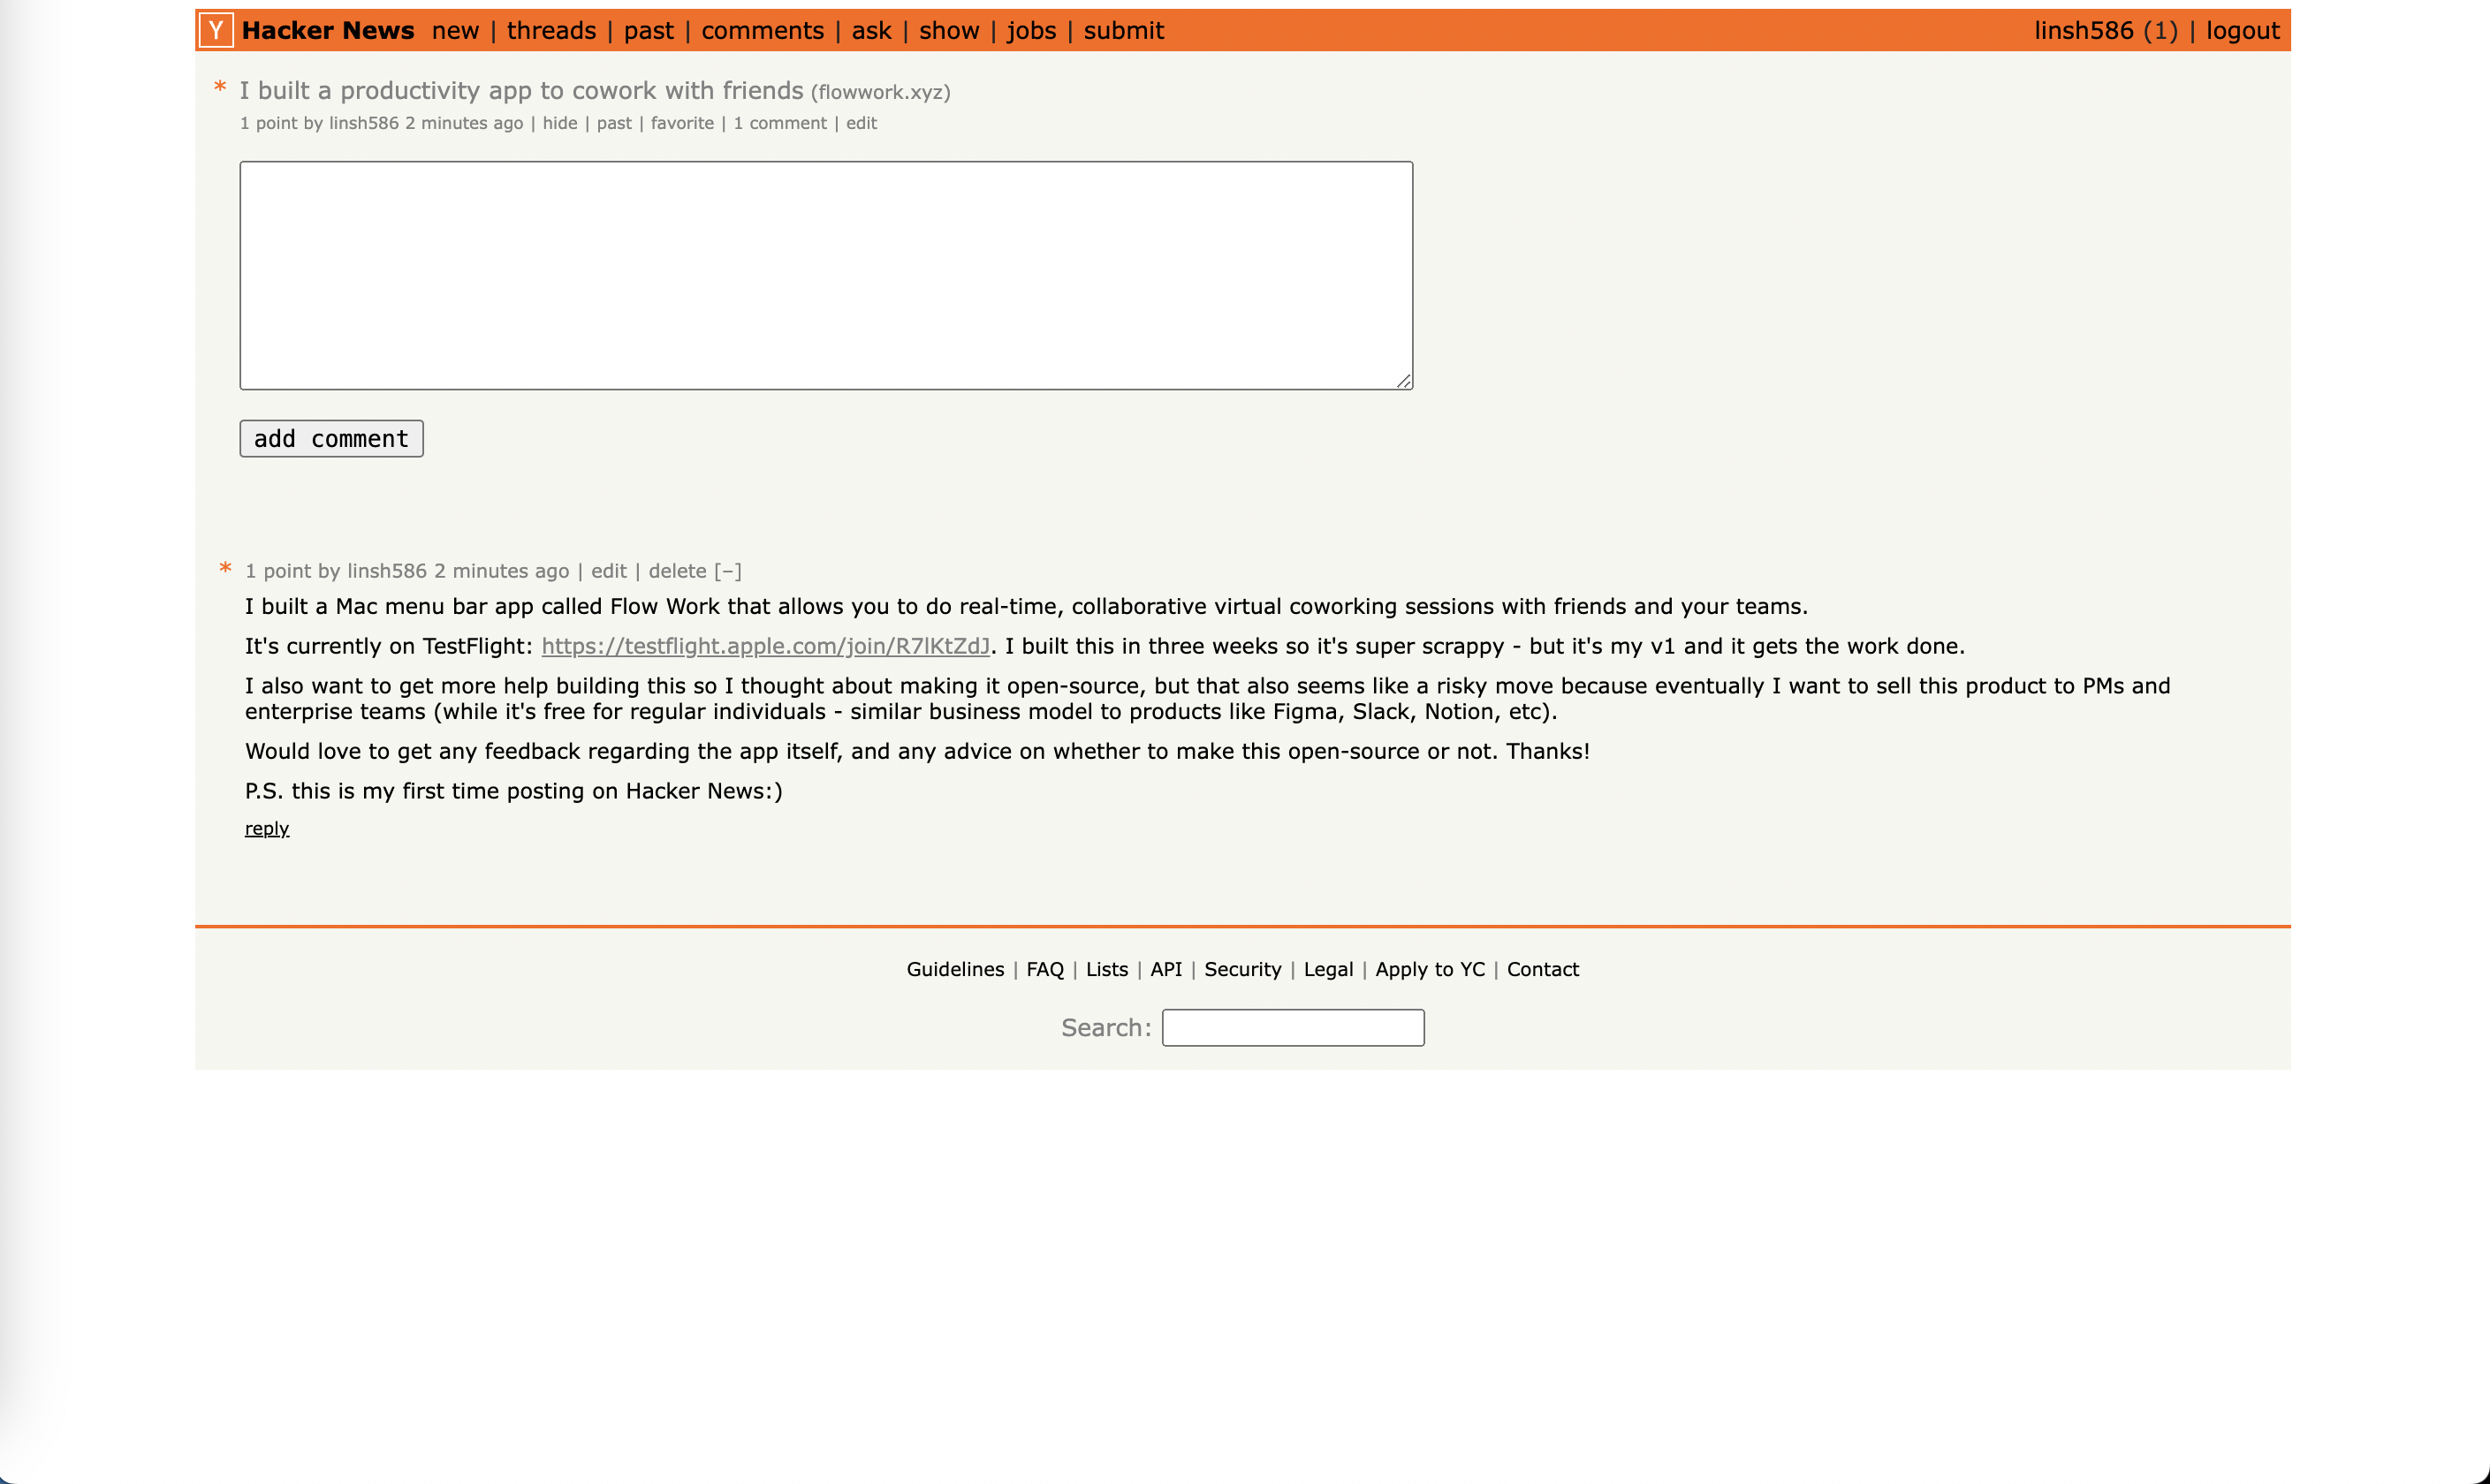 Y Hacker News new | threads | past | comments | ask | show | jobs | submit linsh586 (1) | logout
* I built a productivity app to cowork with friends (flowwork.xyz)
1 point by linsh586 2 minutes ago | hide | past | favorite | 1 comment | edit
add comment
* 1 point by linsh586 2 minutes ago | edit | delete [–]
I built a Mac menu bar app called Flow Work that allows you to do real-time, collaborative virtual coworking sessions with friends and your teams.
It's currently on TestFlight: https://testflight.apple.com/join/R7lKtZdJ. I built this in three weeks so it's super scrappy - but it's my v1 and it gets the work done.
I also want to get more help building this so I thought about making it open-source, but that also seems like a risky move because eventually I want to sell this product to PMs and
enterprise teams (while it's free for regular individuals - similar business model to products like Figma, Slack, Notion, etc).
Would love to get any feedback regarding the app itself, and any advice on whether to make this open-source or not. Thanks!
P.S. this is my first time posting on Hacker News:)
reply
Guidelines | FAQ | Lists | API | Security | Legal | Apply to YC | Contact
Search: